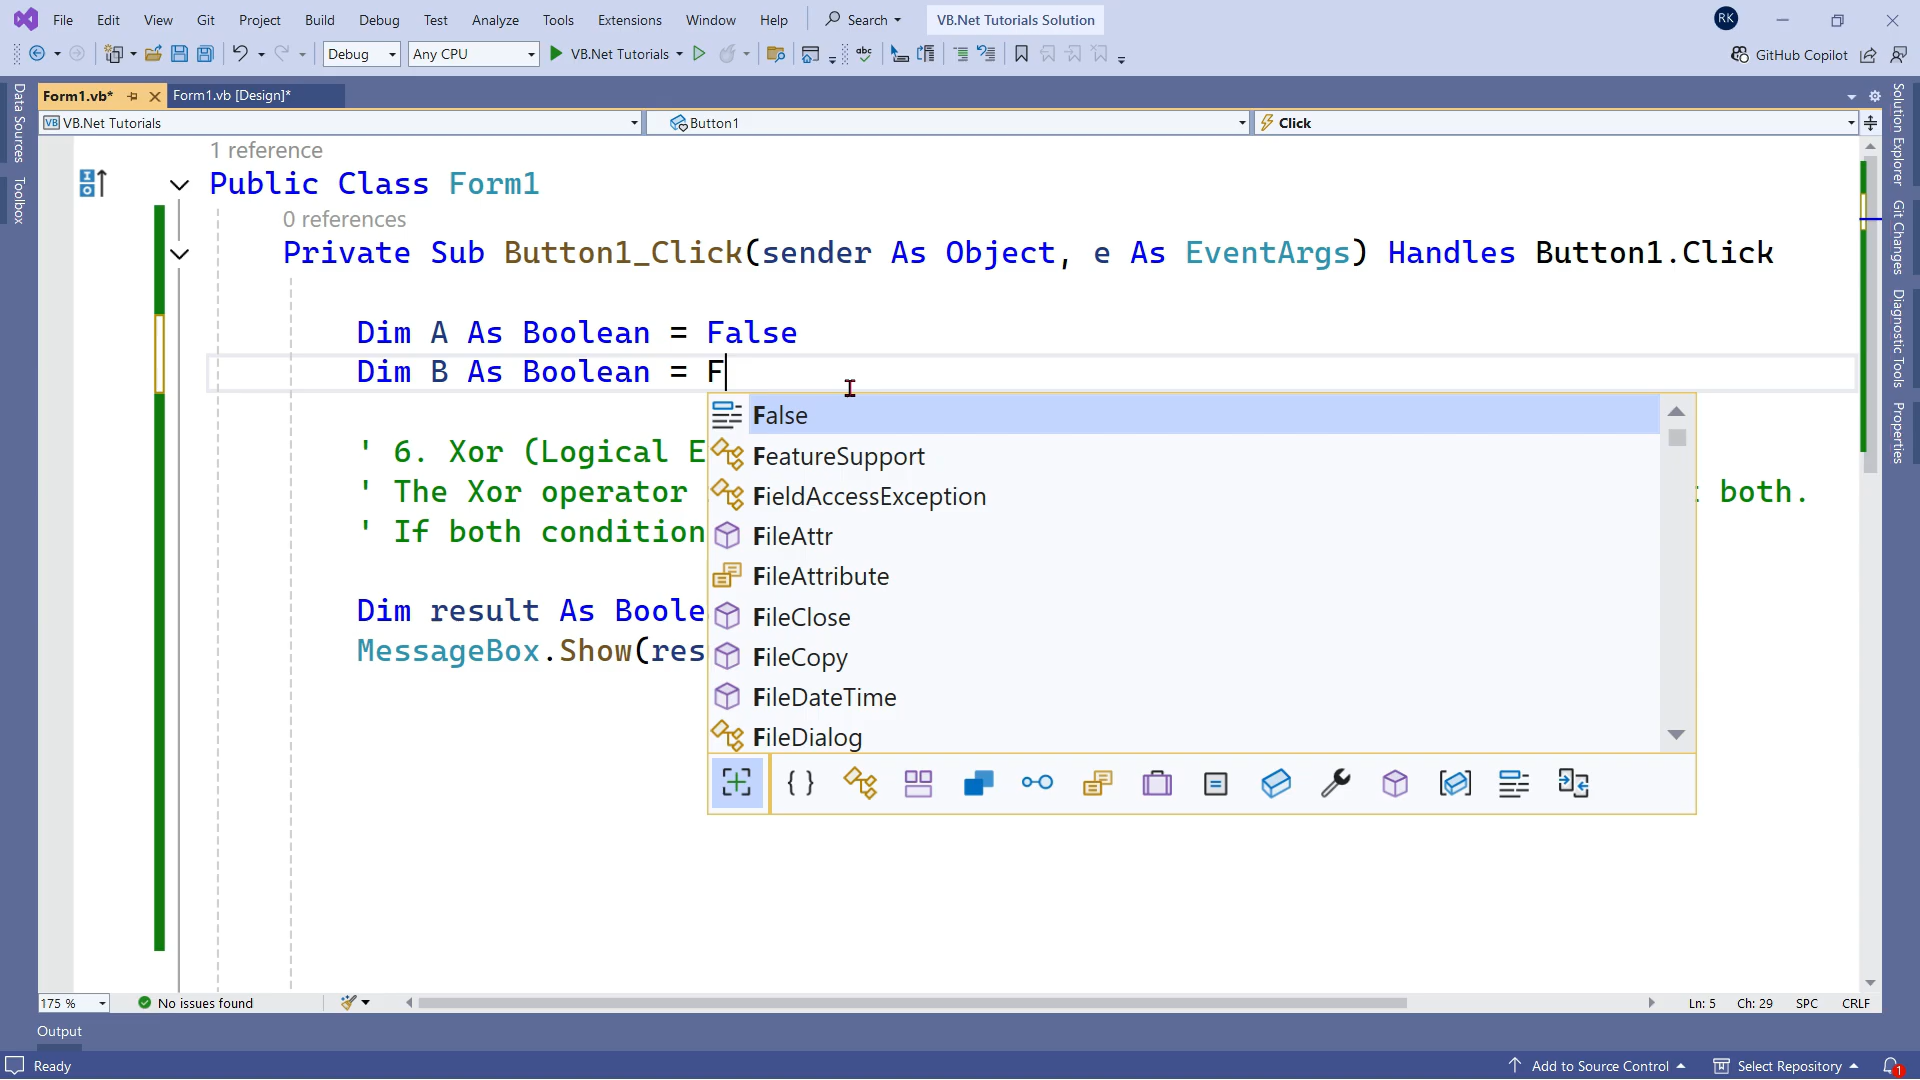 File Edit View Git Project Build Debug Test Analyze Tools Extensions Window Help Search VB.Net Tutorials Solution RK
Debug Any CPU VB.Net Tutorials abc GitHub Copilot
Form1.vb* Form1.vb [Design]*
VB VB.Net Tutorials Button1 Click
Data Sources
Toolbox
1 reference
Public Class Form1
0 references
Private Sub Button1_Click(sender As Object, e As EventArgs) Handles Button1.Click
Dim A As Boolean = False
Dim B As Boolean = F
' 6. Xor (Logical E
' The Xor operator both.
' If both condition
Dim result As Boole
MessageBox.Show(res
False
FeatureSupport
FieldAccessException
FileAttr
FileAttribute
FileClose
FileCopy
FileDateTime
FileDialog
Solution Explorer
Git Changes
Diagnostic Tools
Properties
175 % No issues found Ln: 5 Ch: 29 SPC CRLF
Output
Ready Add to Source Control Select Repository 1